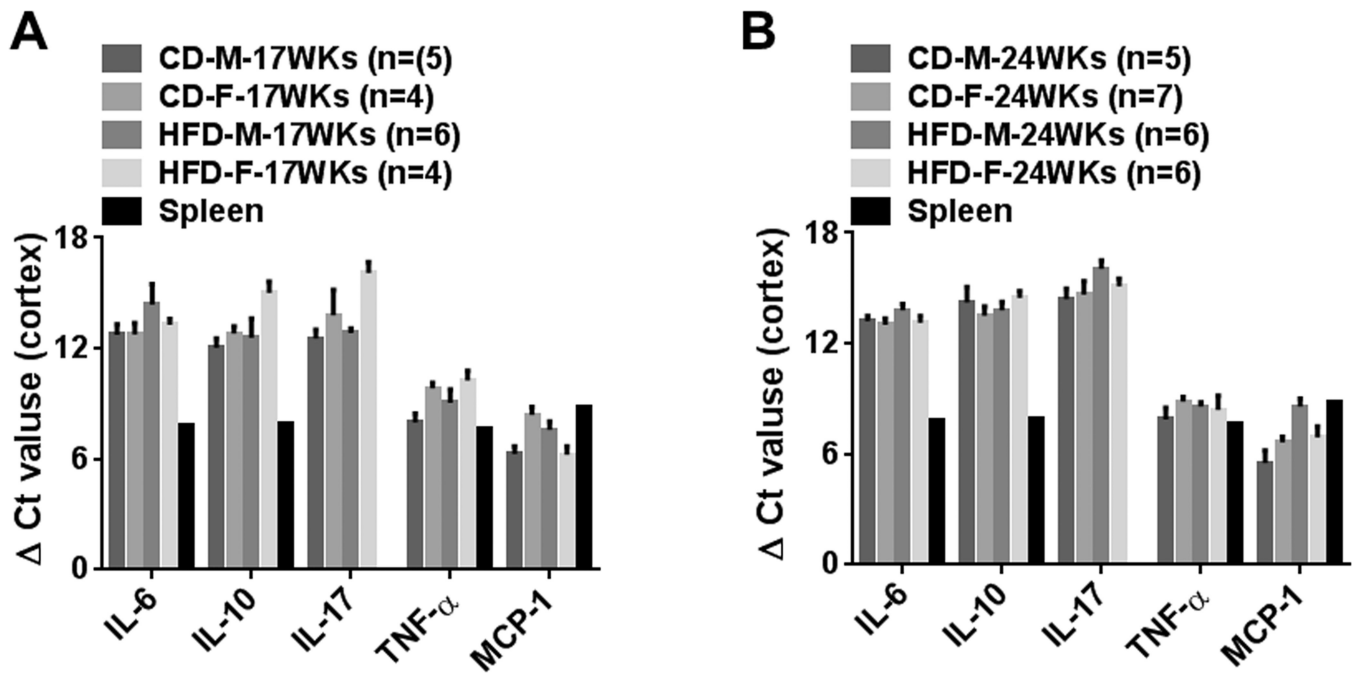 A
CD-M-17WKs (n=(5)
CD-F-17WKs (n=4)
HFD-M-17WKs (n=6)
HFD-F-17WKs (n=4)
Spleen
Δ Ct valuse (cortex)
18
12
6
0
IL-6
IL-10
IL-17
TNF-α
MCP-1
B
CD-M-24WKs (n=5)
CD-F-24WKs (n=7)
HFD-M-24WKs (n=6)
HFD-F-24WKs (n=6)
Spleen
Δ Ct valuse (cortex)
18
12
6
0
IL-6
IL-10
IL-17
TNF-α
MCP-1